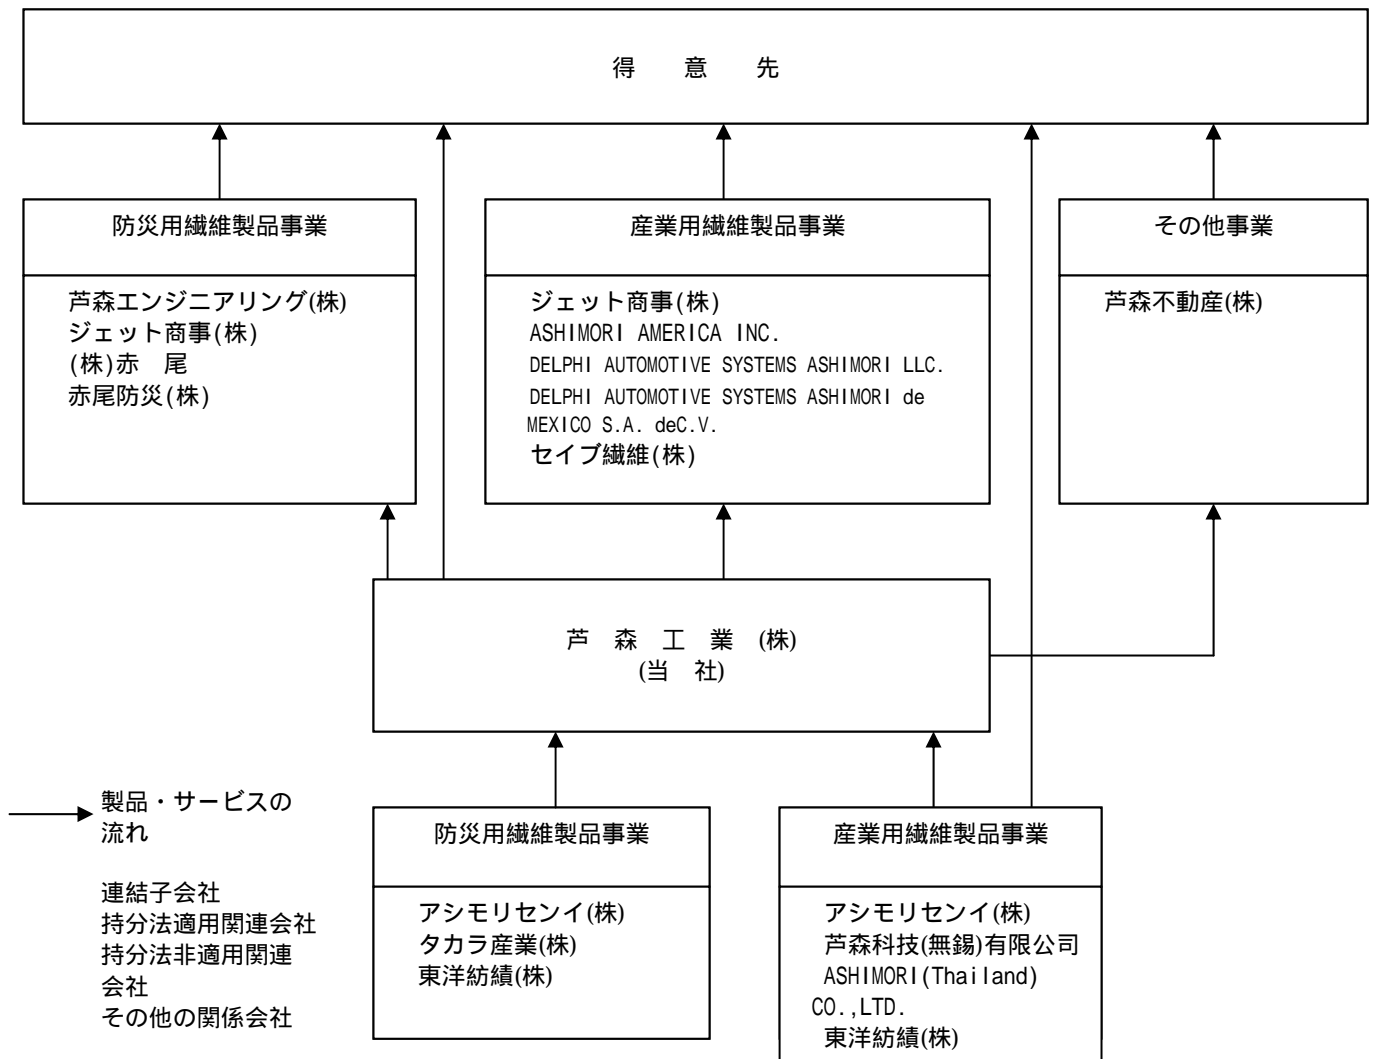 得　意　先
防災用繊維製品事業
芦森エンジニアリング(株)
ジェット商事(株)
(株)赤　尾
赤尾防災(株)
産業用繊維製品事業
ジェット商事(株)
ASHIMORI AMERICA INC.
DELPHI AUTOMOTIVE SYSTEMS ASHIMORI LLC.
DELPHI AUTOMOTIVE SYSTEMS ASHIMORI de
MEXICO S.A. deC.V.
セイブ繊維(株)
その他事業
芦森不動産(株)
芦　森　工　業　(株)
(当　社)
製品・サービスの
流れ
連結子会社
持分法適用関連会社
持分法非適用関連
会社
その他の関係会社
防災用繊維製品事業
アシモリセンイ(株)
タカラ産業(株)
東洋紡績(株)
産業用繊維製品事業
アシモリセンイ(株)
芦森科技(無錫)有限公司
ASHIMORI(Thailand)
CO.,LTD.
東洋紡績(株)